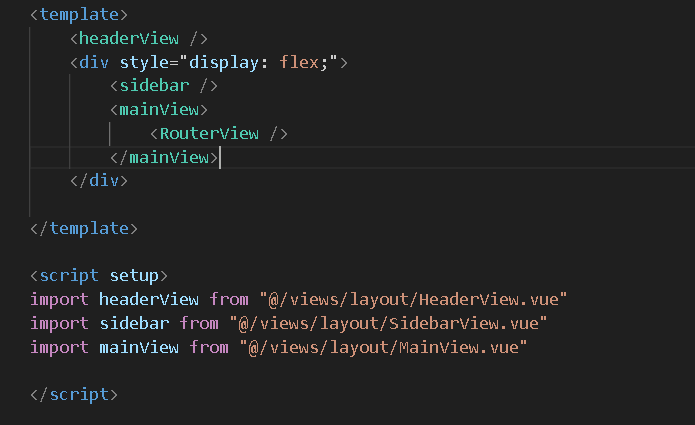 <template>
<headerView />
<div style="display: flex;">
<sidebar />
<mainView>
<RouterView />
</mainView>
</div>
</template>
<script setup>
import headerView from "@/views/layout/HeaderView.vue"
import sidebar from "@/views/layout/SidebarView.vue"
import mainView from "@/views/layout/MainView.vue"
</script>